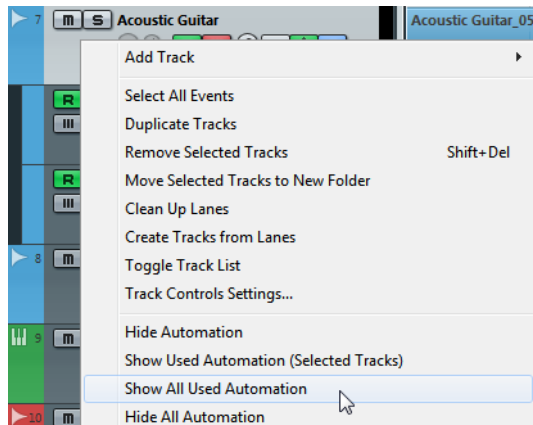 7 m S Acoustic Guitar Acoustic Guitar_05
Add Track
R Select All Events
Duplicate Tracks
Remove Selected Tracks Shift+Del
R Move Selected Tracks to New Folder
Clean Up Lanes
Create Tracks from Lanes
8 m Toggle Track List
Track Controls Settings...
9 m Hide Automation
Show Used Automation (Selected Tracks)
Show All Used Automation
10 m Hide All Automation